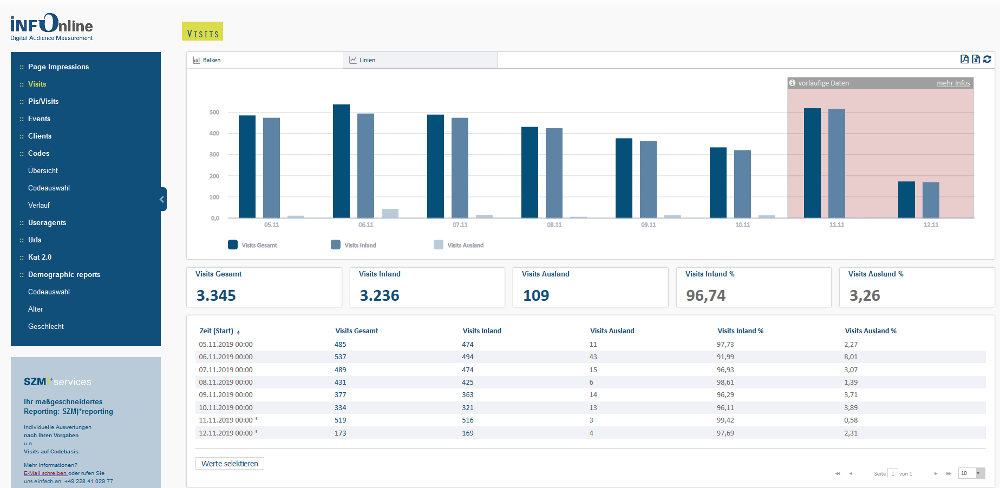 iNFOnline
Digital Audience Measurement
:: Page Impressions
:: Visits
:: Pis/Visits
:: Events
:: Clients
:: Codes
Übersicht
Codeauswahl
Verlauf
:: Useragents
:: Urls
:: Kat 2.0
:: Demographic reports
Codeauswahl
Alter
Geschlecht
SZM)+services
Ihr maßgeschneidertes
Reporting: SZM)+reporting
Individuelle Auswertungen
nach Ihren Vorgaben
u.a.
Visits auf Codebasis.
Mehr Informationen?
E-Mail schreiben oder rufen Sie
uns einfach an: +49 228 41 029 77
Visits
Balken Linien
vorläufige Daten mehr Infos
500
400
300
200
100
0,0
05.11 06.11 07.11 08.11 09.11 10.11 11.11 12.11
Visits Gesamt Visits Inland Visits Ausland
Visits Gesamt Visits Inland Visits Ausland Visits Inland % Visits Ausland %
3.345 3.236 109 96,74 3,26
Zeit (Start) Visits Gesamt Visits Inland Visits Ausland Visits Inland % Visits Ausland %
05.11.2019 00:00 485 474 11 97,73 2,27
06.11.2019 00:00 537 494 43 91,99 8,01
07.11.2019 00:00 489 474 15 96,93 3,07
08.11.2019 00:00 431 425 6 98,61 1,39
09.11.2019 00:00 377 363 14 96,29 3,71
10.11.2019 00:00 334 321 13 96,11 3,89
11.11.2019 00:00 * 519 516 3 99,42 0,58
12.11.2019 00:00 * 173 169 4 97,69 2,31
Werte selektieren
Seite 1 von 1 10